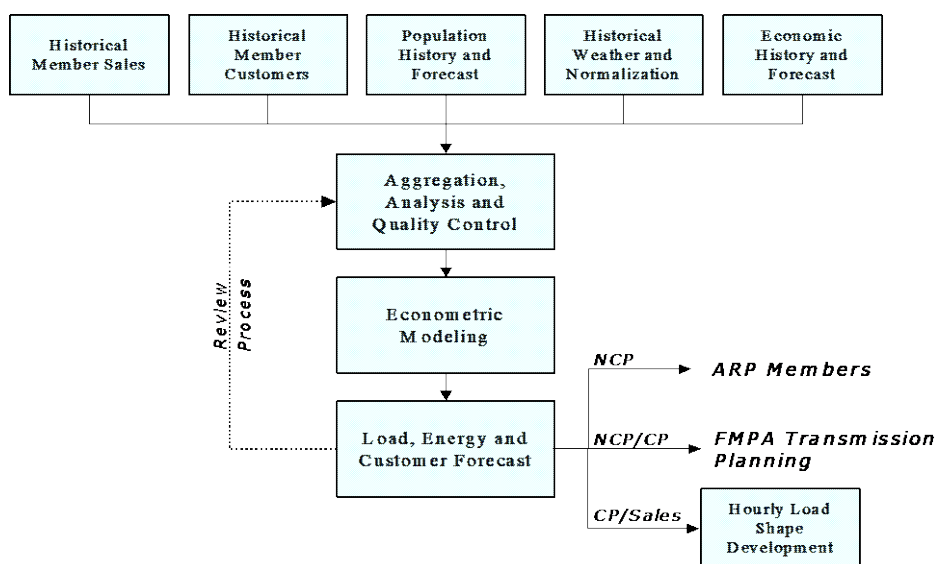 Historical
Member Sales
Historical
Member
Customers
Population
History and
Forecast
Historical
Weather and
Normalization
Economic
History and
Forecast
Aggregation,
Analysis and
Quality Control
Review
Process
Econometric
Modeling
Load, Energy and
Customer Forecast
NCP
ARP Members
NCP/CP
FMPA Transmission
Planning
CP/Sales
Hourly Load
Shape
Development